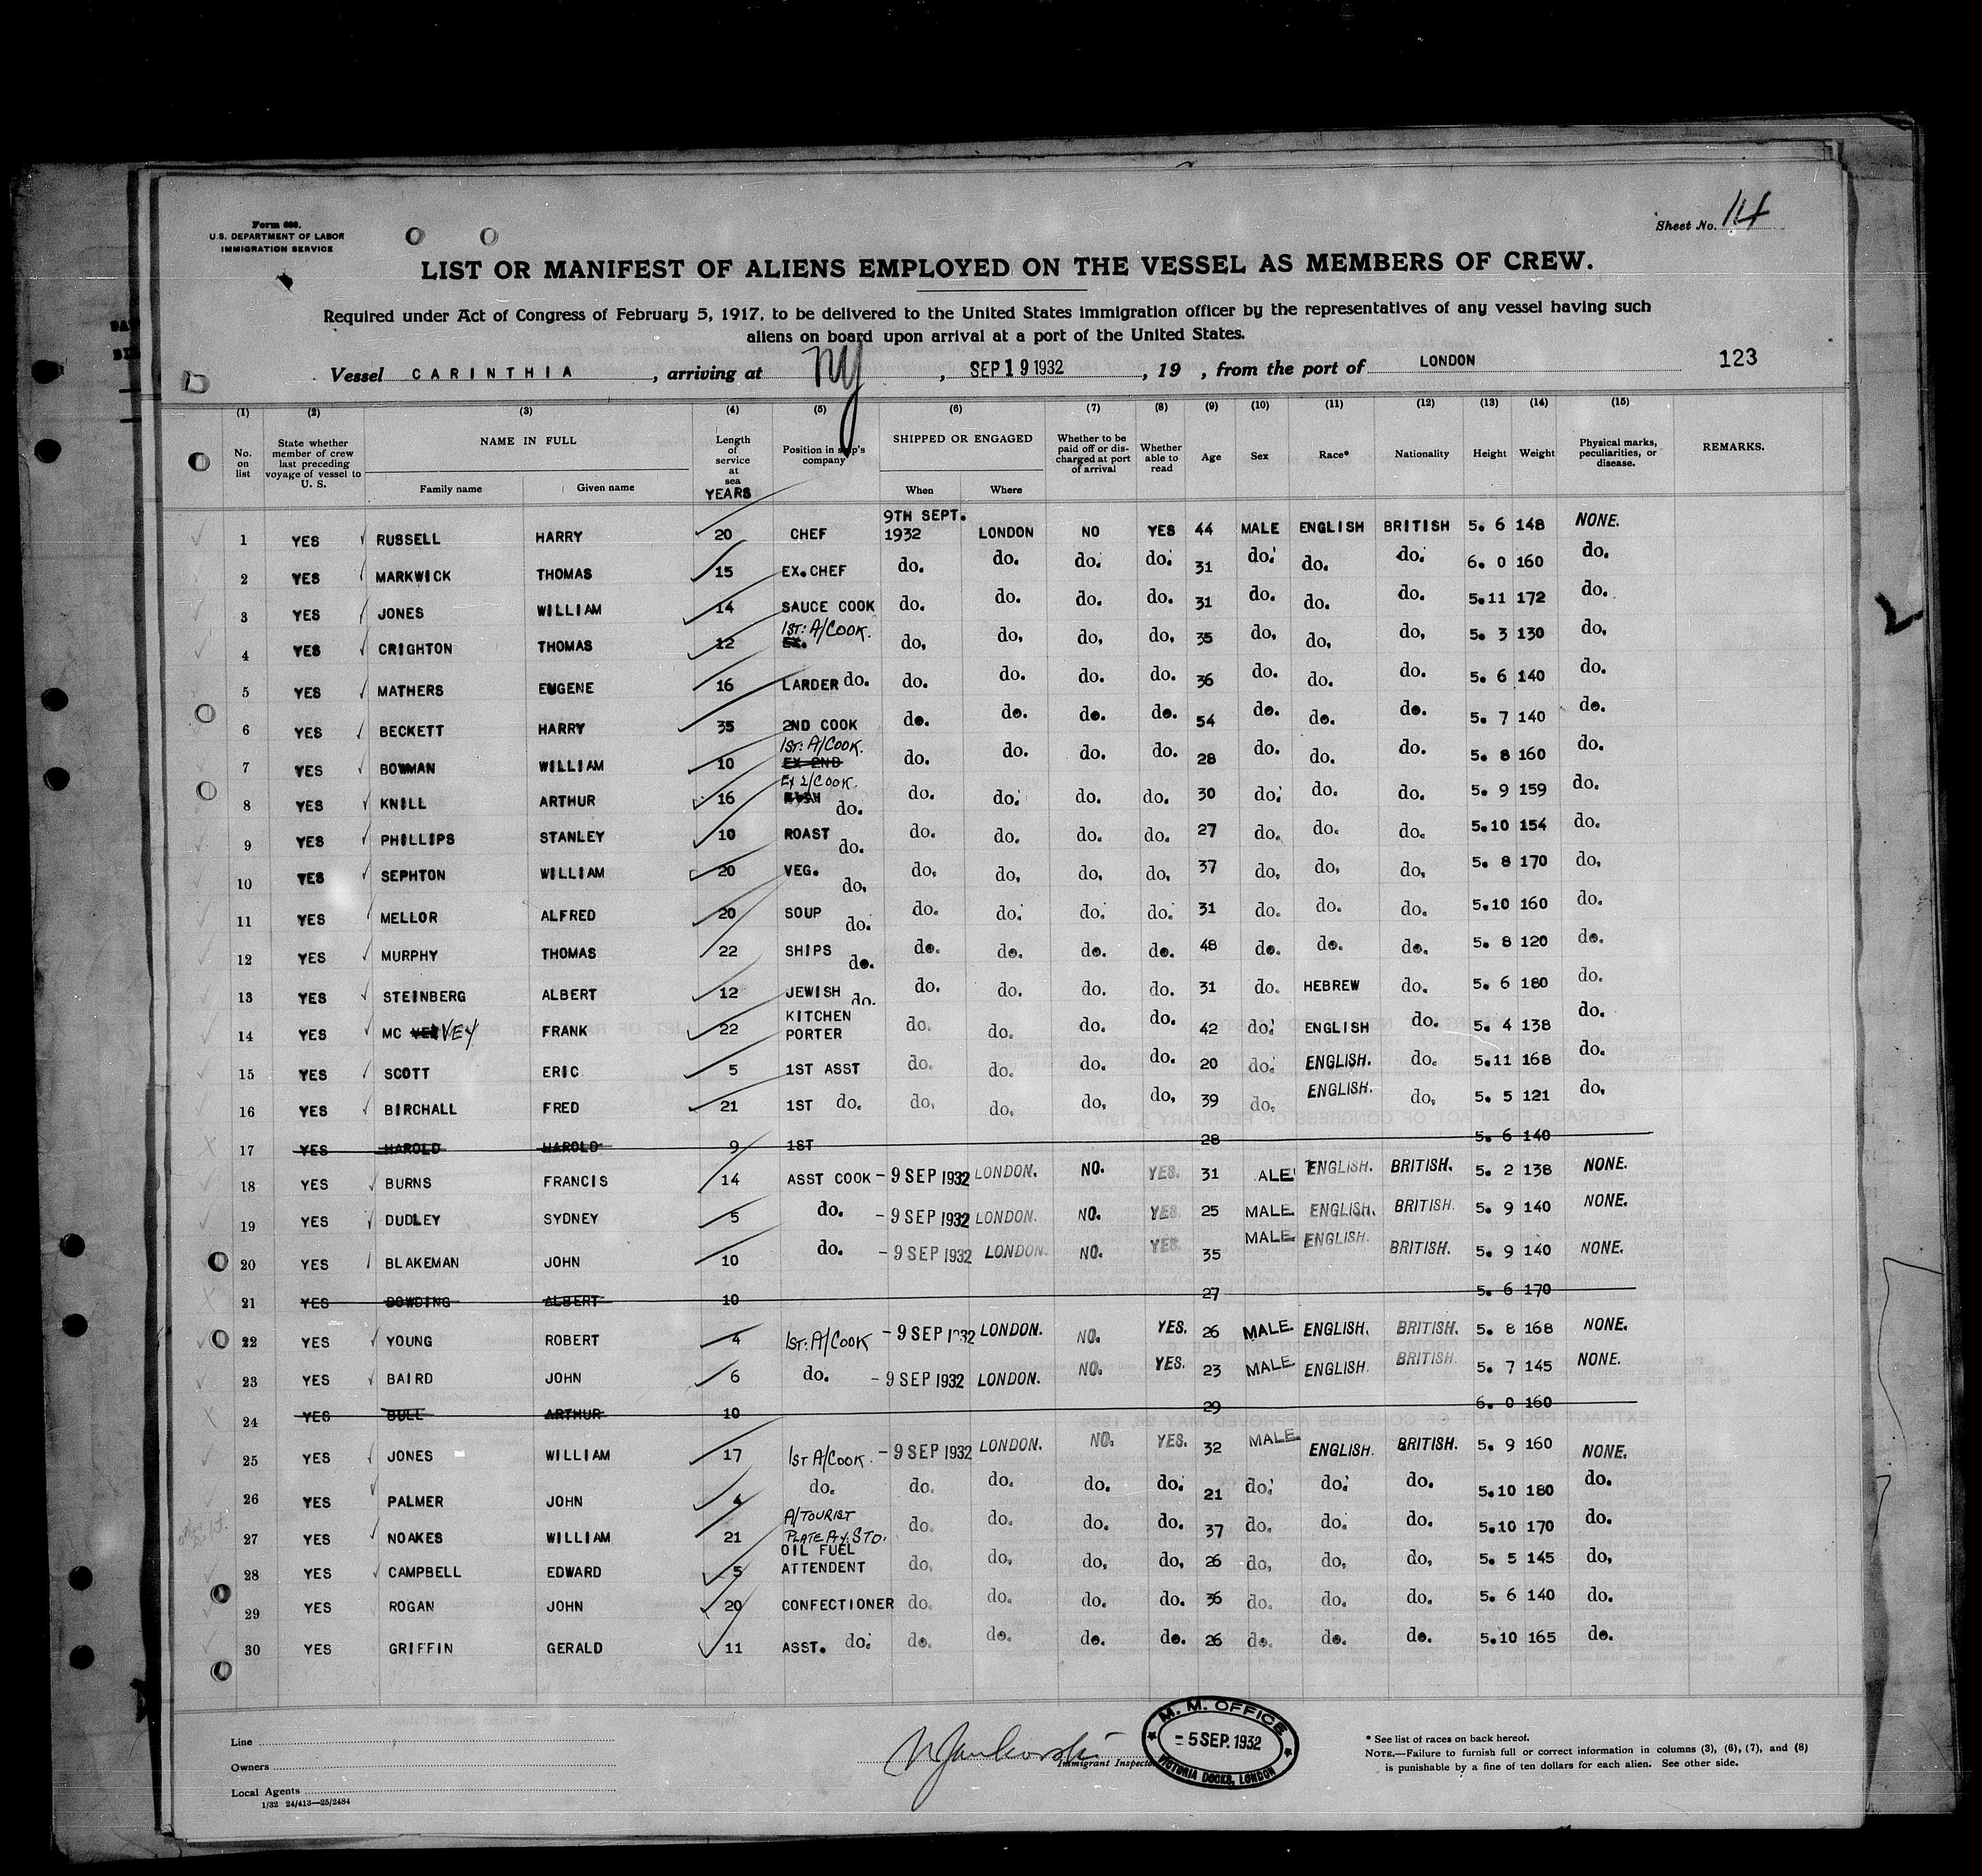 Form 680.
U.S. DEPARTMENT OF LABOR
IMMIGRATION SERVICE
Sheet No. 14
LIST OR MANIFEST OF ALIENS EMPLOYED ON THE VESSEL AS MEMBERS OF CREW.
Required under Act of Congress of February 5, 1917, to be delivered to the United States immigration officer by the representatives of any vessel having such
aliens on board upon arrival at a port of the United States.
Vessel CARINTHIA, arriving at NY, SEP 19 1932, 19 , from the port of LONDON 123
(1) (2) (3) (4) (5) (6) (7) (8) (9) (10) (11) (12) (13) (14) (15)
No. on list State whether member of crew last preceding voyage of vessel to U. S. NAME IN FULL Family name Given name Length of service at sea YEARS Position in ship's company SHIPPED OR ENGAGED When Where Whether to be paid off or discharged at port of arrival Whether able to read Age Sex Race* Nationality Height Weight Physical marks, peculiarities, or disease. REMARKS.
1 YES RUSSELL HARRY 20 CHEF 9TH SEPT. 1932 LONDON NO YES 44 MALE ENGLISH BRITISH 5. 6 148 NONE.
2 YES MARKWICK THOMAS 15 EX.CHEF do. do. do. do. 31 do. do. do. 6. 0 160 do.
3 YES JONES WILLIAM 14 SAUCE COOK do. do. do. do. 31 do. do. do. 5.11 172 do.
4 YES CRIGHTON THOMAS 12 1ST: A/COOK. EX. do, do, do, do, 35 do, do, do, 5. 3 130 do,
5 YES MATHERS EUGENE 16 LARDER do. do. do. do. do. 36 do. do. do. 5. 6 140 do.
6 YES BECKETT HARRY 35 2ND COOK do. do. do. do. 54 do. do. do. 5. 7 140 do.
7 YES BOWMAN WILLIAM 10 1ST: A/COOK. EX 2ND do. do. do. do. 28 do. do. do. 5. 8 160 do.
8 YES KNILL ARTHUR 16 EX 2/COOK. do. do. do. do. do. 30 do. do. do. 5. 9 159 do.
9 YES PHILLIPS STANLEY 10 ROAST do. do. do. do. do. 27 do. do. do. 5.10 154 do.
10 YES SEPHTON WILLIAM 20 VEG. do, do, do, do, do, 37 do, do, do, 5. 8 170 do,
11 YES MELLOR ALFRED 20 SOUP do. do. do. do. do. 31 do. do. do. 5.10 160 do.
12 YES MURPHY THOMAS 22 SHIPS do. do. do. do. do. 48 do. do. do. 5. 8 120 do.
13 YES STEINBERG ALBERT 12 JEWISH do. do. do. do. do. 31 do. HEBREW do. 5. 6 180 do.
14 YES MC VEY FRANK 22 KITCHEN PORTER do. do. do. do. 42 do. ENGLISH do. 5. 4 138 do.
15 YES SCOTT ERIC 5 1ST ASST do. do. do. do. 20 do. ENGLISH. do. 5.11 168 do.
16 YES BIRCHALL FRED 21 1ST do. do, do, do, do, 39 do, ENGLISH. do, 5. 5 121 do,
17 YES HAROLD HAROLD 9 1ST 28 5. 6 140
18 YES BURNS FRANCIS 14 ASST COOK - 9 SEP 1932 LONDON. NO. YES. 31 ALE ENGLISH. BRITISH. 5. 2 138 NONE.
19 YES DUDLEY SYDNEY 5 do. - 9 SEP 1932 LONDON. NO. YES. 25 MALE. ENGLISH. BRITISH. 5. 9 140 NONE.
20 YES BLAKEMAN JOHN 10 do. - 9 SEP 1932 LONDON. NO. YES. 35 MALE. ENGLISH. BRITISH. 5. 9 140 NONE.
21 YES BOWDING ALBERT 10 27 5. 6 170
22 YES YOUNG ROBERT 4 1ST: A/COOK - 9 SEP 1932 LONDON. NO. YES. 26 MALE. ENGLISH. BRITISH. 5. 8 168 NONE.
23 YES BAIRD JOHN 6 do. - 9 SEP 1932 LONDON. NO. YES. 23 MALE. ENGLISH. BRITISH. 5. 7 145 NONE.
24 YES BULL ARTHUR 10 29 6. 0 160
25 YES JONES WILLIAM 17 1ST A/COOK. - 9 SEP 1932 LONDON. NO. YES. 32 MALE. ENGLISH. BRITISH. 5. 9 160 NONE.
26 YES PALMER JOHN 4 do. do. do. do. do. 21 do. do. do. 5.10 180 do.
27 YES NOAKES WILLIAM 21 A/TOURIST PLATE Ay. STD. do. do. do. do. 37 do. do. do. 5.10 170 do.
28 YES CAMPBELL EDWARD 5 OIL FUEL ATTENDENT do, do, do, do, 26 do, do, do, 5. 5 145 do,
29 YES ROGAN JOHN 20 CONFECTIONER do. do. do. do. 36 do. do. do. 5. 6 140 do.
30 YES GRIFFIN GERALD 11 ASST. do. do. do. do. do. 26 do. do. do. 5.10 165 do.
Line
Owners
Local Agents
1/32 24/413—25/2484
Immigrant Inspector
M. M. OFFICE
- 5 SEP. 1932
VICTORIA DOCKS, LONDON
* See list of races on back hereof.
NOTE.—Failure to furnish full or correct information in columns (3), (6), (7), and (8)
is punishable by a fine of ten dollars for each alien. See other side.